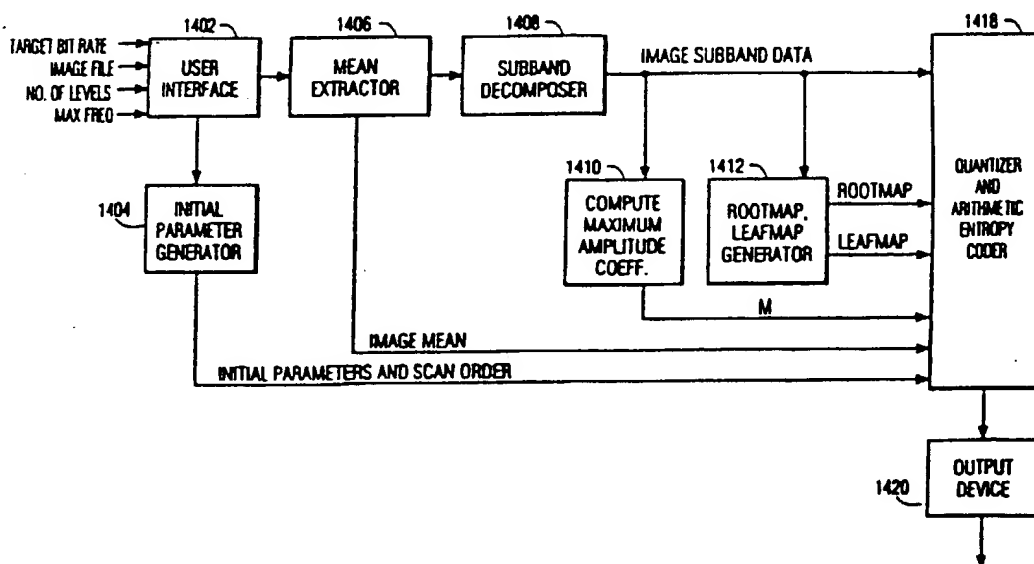 1402
1406
1408
1418
TARGET BIT RATE
IMAGE FILE
NO. OF LEVELS
MAX FREQ
USER
INTERFACE
MEAN
EXTRACTOR
SUBBAND
DECOMPOSER
IMAGE SUBBAND DATA
1404
INITIAL
PARAMETER
GENERATOR
1410
COMPUTE
MAXIMUM
AMPLITUDE
COEFF.
1412
ROOTMAP,
LEAFMAP
GENERATOR
ROOTMAP
LEAFMAP
QUANTIZER
AND
ARITHMETIC
ENTROPY
CODER
M
IMAGE MEAN
INITIAL PARAMETERS AND SCAN ORDER
1420
OUTPUT
DEVICE